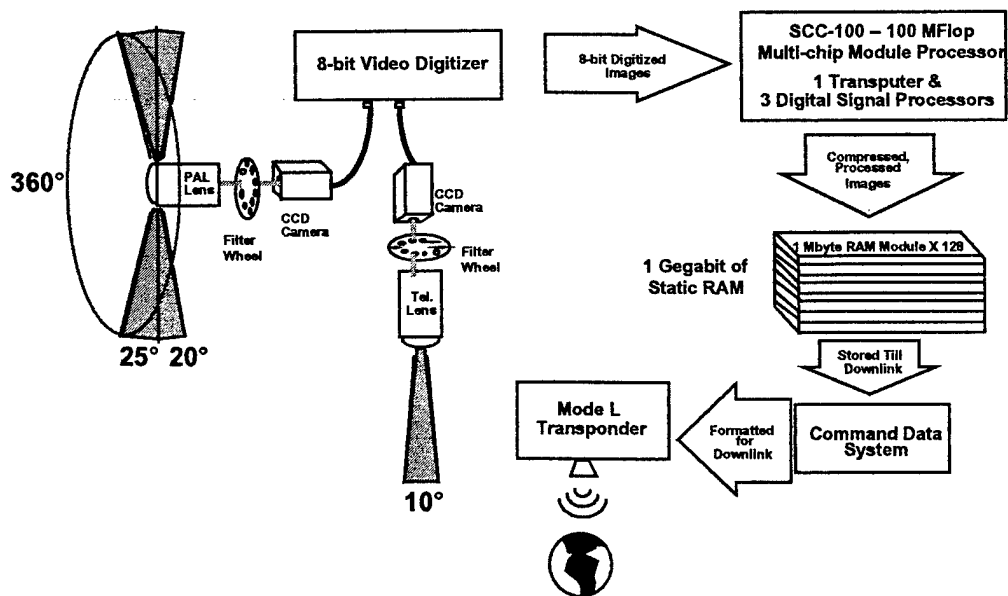 8-bit Video Digitizer
8-bit Digitized
Images
SCC-100 – 100 MFlop
Multi-chip Module Processor
1 Transputer &
3 Digital Signal Processors
360°
PAL
Lens
Filter
Wheel
CCD
Camera
CCD
Camera
Filter
Wheel
Tel.
Lens
25° 20°
10°
Compressed,
Processed
Images
1 Mbyte RAM Module X 128
1 Gegabit of
Static RAM
Stored Till
Downlink
Command Data
System
Formatted
for
Downlink
Mode L
Transponder